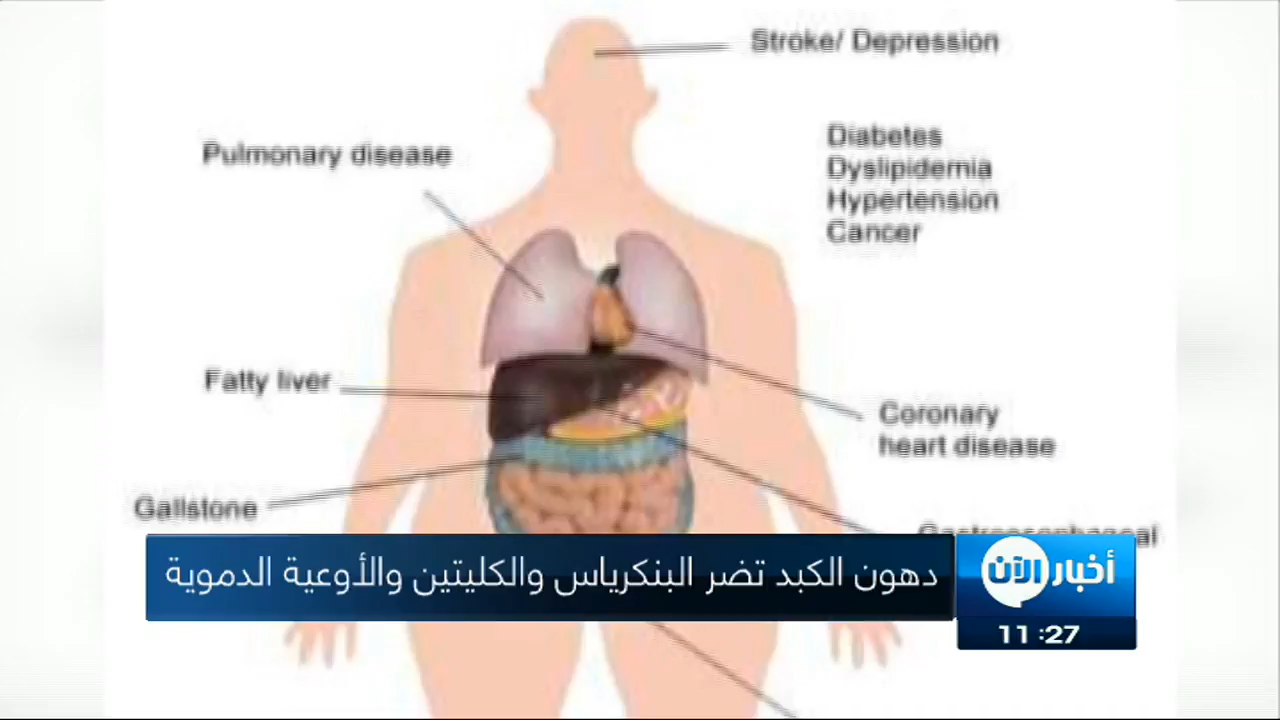 Stroke/ Depression
Pulmonary disease
Diabetes
Dyslipidemia
Hypertension
Cancer
Fatty liver
Coronary
heart disease
Gallstone
Gastroesophageal
دهون الكبد تضر البنكرياس والكليتين والأوعية الدموية
أخبار الآن
11:27